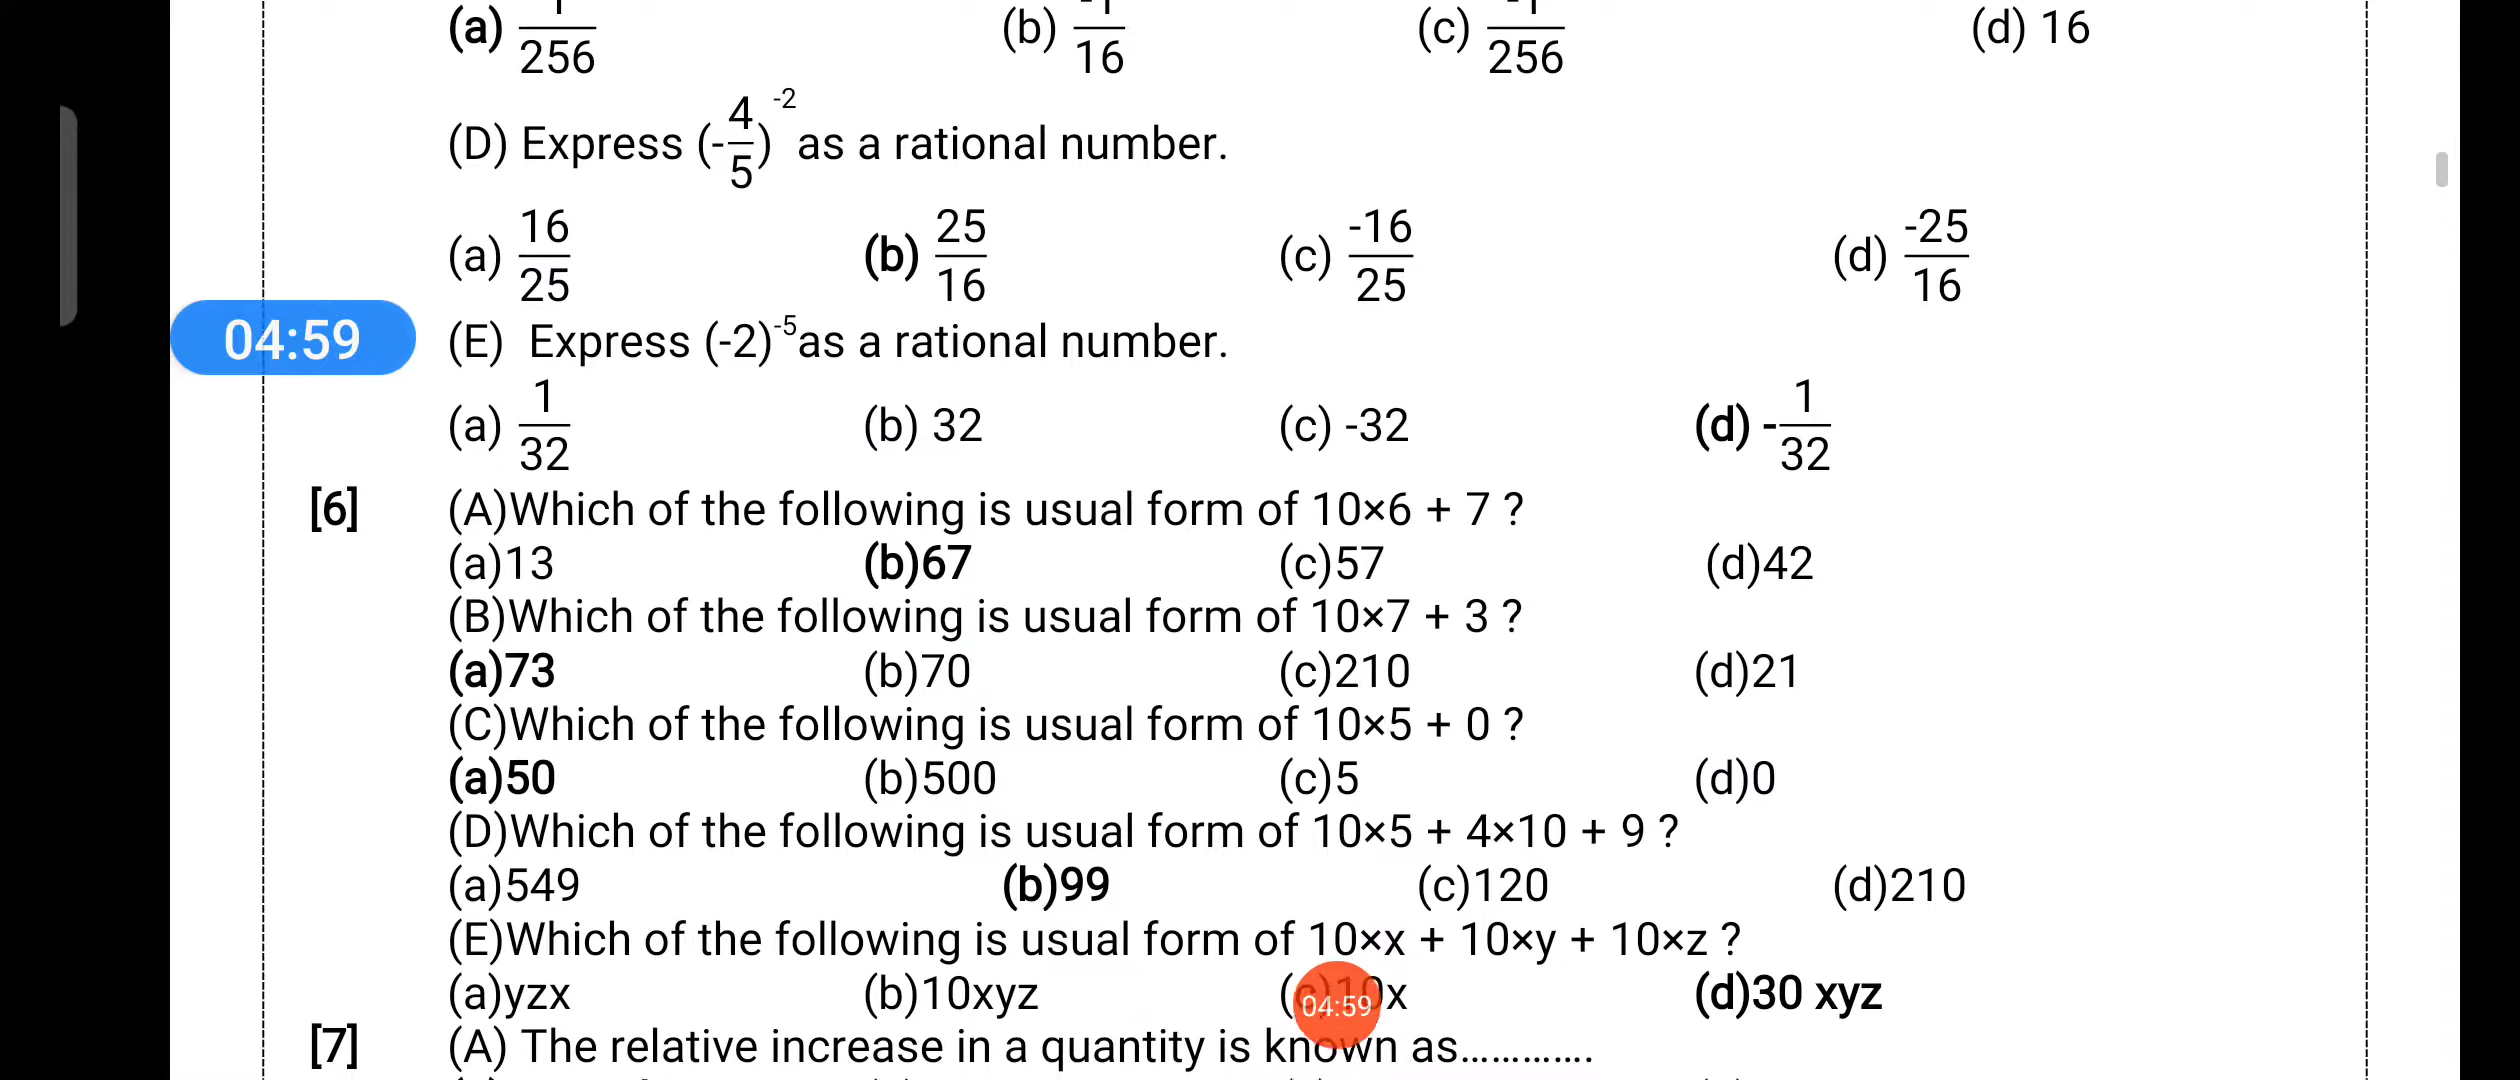 (a) 1/256 (b) -1/16 (c) -1/256 (d) 16
(D) Express (-4/5)^-2 as a rational number.
(a) 16/25 (b) 25/16 (c) -16/25 (d) -25/16
04:59
(E) Express (-2)^-5 as a rational number.
(a) 1/32 (b) 32 (c) -32 (d) -1/32
[6] (A)Which of the following is usual form of 10×6 + 7 ?
(a)13 (b)67 (c)57 (d)42
(B)Which of the following is usual form of 10×7 + 3 ?
(a)73 (b)70 (c)210 (d)21
(C)Which of the following is usual form of 10×5 + 0 ?
(a)50 (b)500 (c)5 (d)0
(D)Which of the following is usual form of 10×5 + 4×10 + 9 ?
(a)549 (b)99 (c)120 (d)210
(E)Which of the following is usual form of 10×x + 10×y + 10×z ?
(a)yzx (b)10xyz (c)10x (d)30 xyz
04:59
[7] (A) The relative increase in a quantity is known as.............